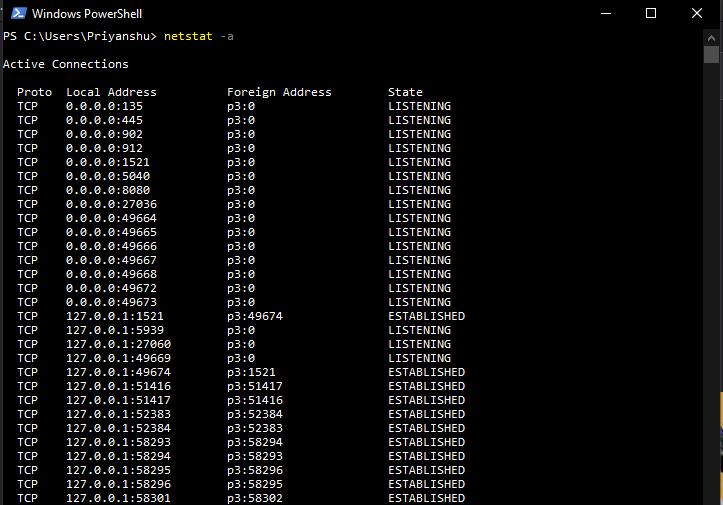 Windows PowerShell
PS C:\Users\Priyanshu> netstat -a
Active Connections
Proto Local Address Foreign Address State
TCP 0.0.0.0:135 p3:0 LISTENING
TCP 0.0.0.0:445 p3:0 LISTENING
TCP 0.0.0.0:902 p3:0 LISTENING
TCP 0.0.0.0:912 p3:0 LISTENING
TCP 0.0.0.0:1521 p3:0 LISTENING
TCP 0.0.0.0:5040 p3:0 LISTENING
TCP 0.0.0.0:8080 p3:0 LISTENING
TCP 0.0.0.0:27036 p3:0 LISTENING
TCP 0.0.0.0:49664 p3:0 LISTENING
TCP 0.0.0.0:49665 p3:0 LISTENING
TCP 0.0.0.0:49666 p3:0 LISTENING
TCP 0.0.0.0:49667 p3:0 LISTENING
TCP 0.0.0.0:49668 p3:0 LISTENING
TCP 0.0.0.0:49672 p3:0 LISTENING
TCP 0.0.0.0:49673 p3:0 LISTENING
TCP 127.0.0.1:1521 p3:49674 ESTABLISHED
TCP 127.0.0.1:5939 p3:0 LISTENING
TCP 127.0.0.1:27060 p3:0 LISTENING
TCP 127.0.0.1:49669 p3:0 LISTENING
TCP 127.0.0.1:49674 p3:1521 ESTABLISHED
TCP 127.0.0.1:51416 p3:51417 ESTABLISHED
TCP 127.0.0.1:51417 p3:51416 ESTABLISHED
TCP 127.0.0.1:52383 p3:52384 ESTABLISHED
TCP 127.0.0.1:52384 p3:52383 ESTABLISHED
TCP 127.0.0.1:58293 p3:58294 ESTABLISHED
TCP 127.0.0.1:58294 p3:58293 ESTABLISHED
TCP 127.0.0.1:58295 p3:58296 ESTABLISHED
TCP 127.0.0.1:58296 p3:58295 ESTABLISHED
TCP 127.0.0.1:58301 p3:58302 ESTABLISHED